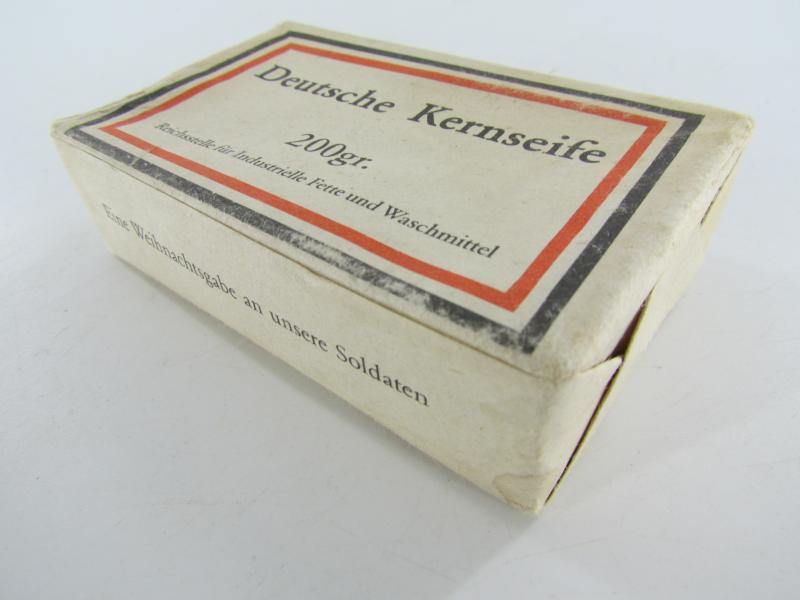 Deutsche Kernseife
200gr.
Reichsstelle für Industrielle Fette und Waschmittel
Eine Weihnachtsgabe an unsere Soldaten